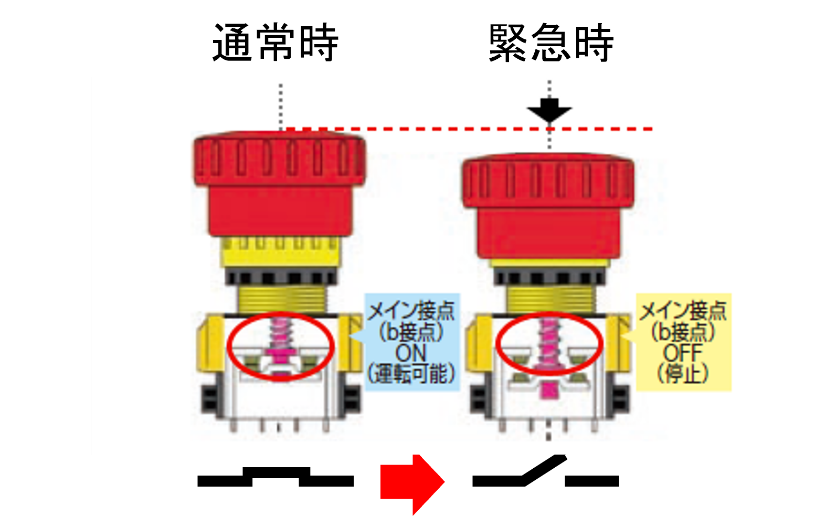 通常時
緊急時
メイン接点
（b接点）
ON
（運転可能）
メイン接点
（b接点）
OFF
（停止）